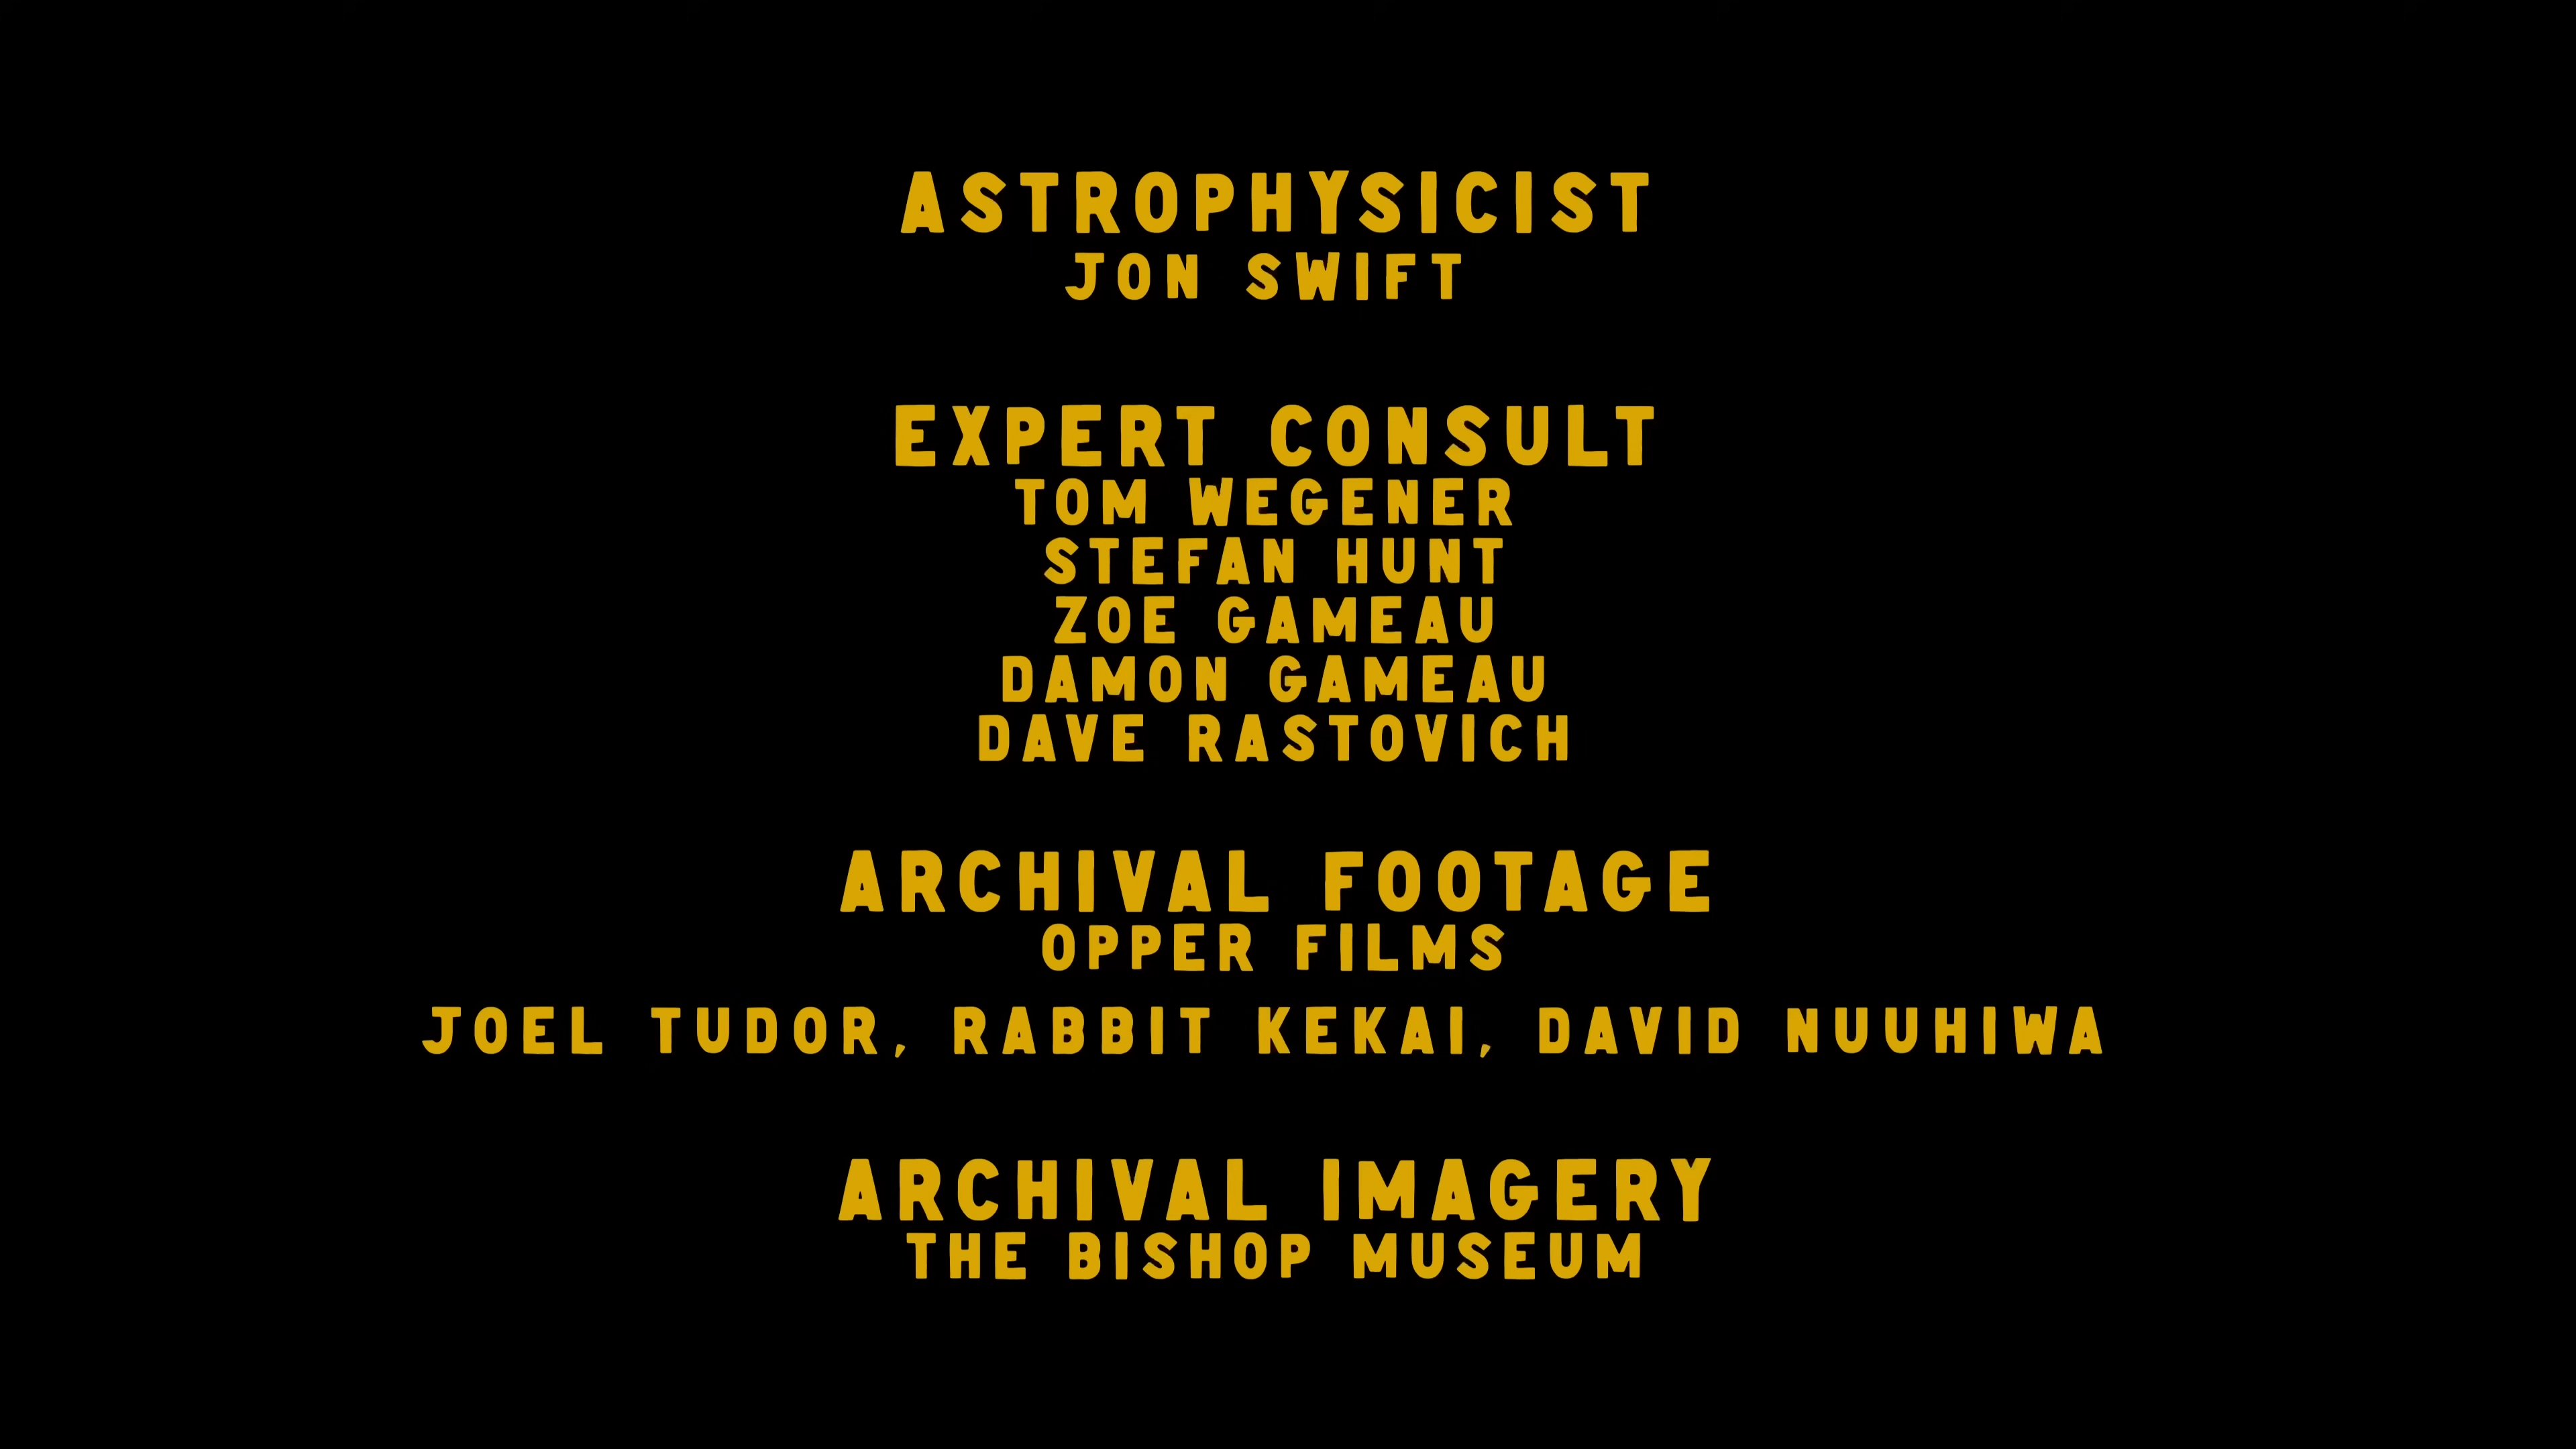 ASTROPHYSICIST
JON SWIFT
EXPERT CONSULT
TOM WEGENER
STEFAN HUNT
ZOE GAMEAU
DAMON GAMEAU
DAVE RASTOVICH
ARCHIVAL FOOTAGE
OPPER FILMS
JOEL TUDOR, RABBIT KEKAI, DAVID NUUHIWA
ARCHIVAL IMAGERY
THE BISHOP MUSEUM